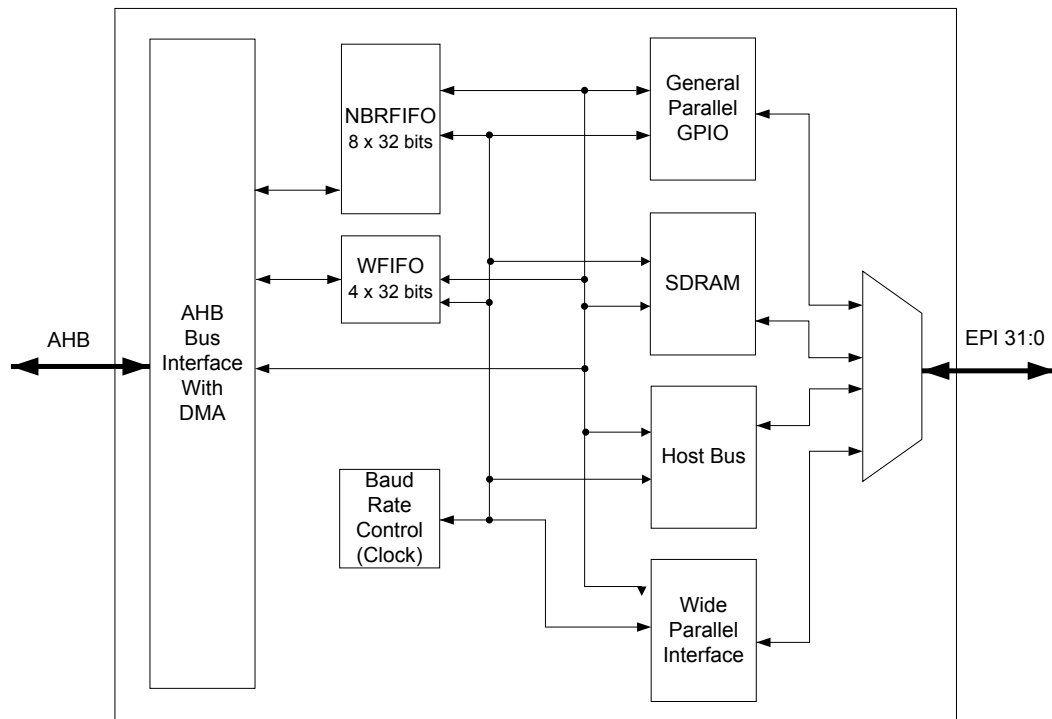 AHB
AHB
Bus
Interface
With
DMA
NBRFIFO
8 x 32 bits
WFIFO
4 x 32 bits
Baud
Rate
Control
(Clock)
General
Parallel
GPIO
SDRAM
Host Bus
Wide
Parallel
Interface
EPI 31:0